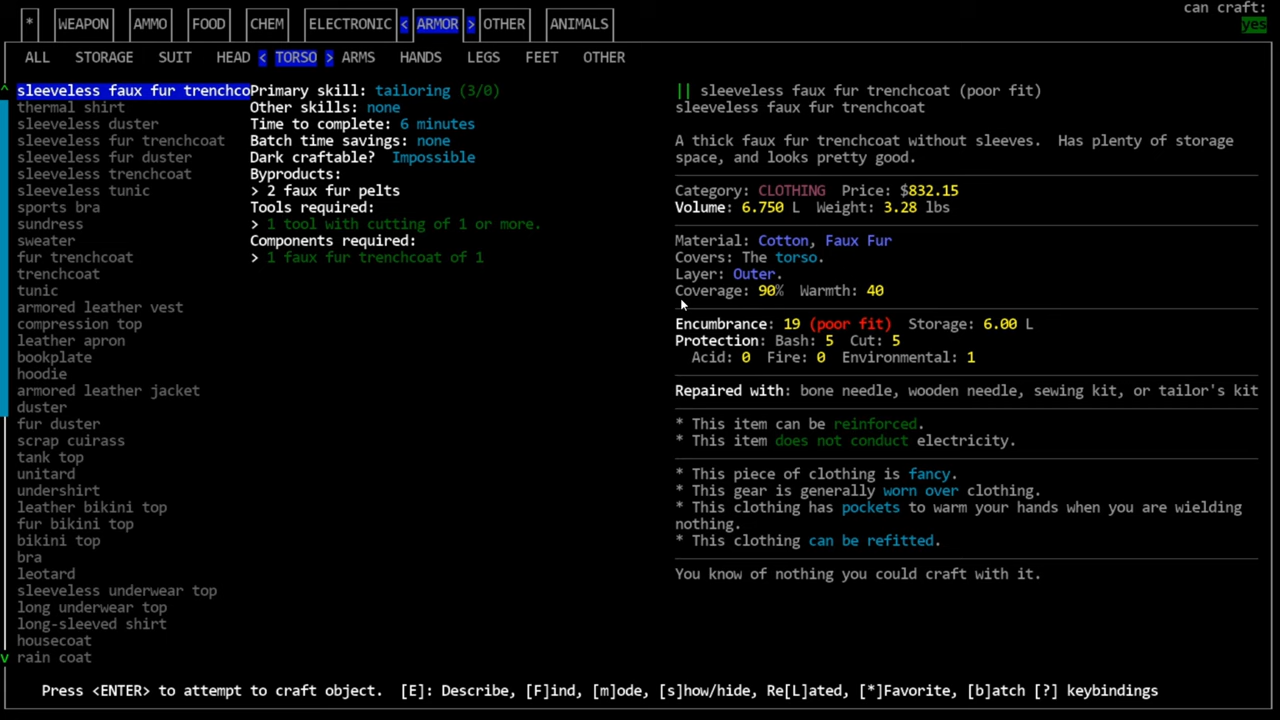 can craft:
* WEAPON AMMO FOOD CHEM ELECTRONIC < ARMOR > OTHER ANIMALS yes
ALL STORAGE SUIT HEAD < TORSO > ARMS HANDS LEGS FEET OTHER
^ sleeveless faux fur trenchco Primary skill: tailoring (3/0) || sleeveless faux fur trenchcoat (poor fit)
thermal shirt Other skills: none sleeveless faux fur trenchcoat
sleeveless duster Time to complete: 6 minutes
sleeveless fur trenchcoat Batch time savings: none A thick faux fur trenchcoat without sleeves. Has plenty of storage
sleeveless fur duster Dark craftable? Impossible space, and looks pretty good.
sleeveless trenchcoat Byproducts:
sleeveless tunic > 2 faux fur pelts Category: CLOTHING Price: $832.15
sports bra Tools required: Volume: 6.750 L Weight: 3.28 lbs
sundress > 1 tool with cutting of 1 or more.
sweater Components required: Material: Cotton, Faux Fur
fur trenchcoat > 1 faux fur trenchcoat of 1 Covers: The torso.
trenchcoat Layer: Outer.
tunic Coverage: 90% Warmth: 40
armored leather vest
compression top Encumbrance: 19 (poor fit) Storage: 6.00 L
leather apron Protection: Bash: 5 Cut: 5
bookplate Acid: 0 Fire: 0 Environmental: 1
hoodie
armored leather jacket Repaired with: bone needle, wooden needle, sewing kit, or tailor's kit
duster
fur duster * This item can be reinforced.
scrap cuirass * This item does not conduct electricity.
tank top
unitard * This piece of clothing is fancy.
undershirt * This gear is generally worn over clothing.
leather bikini top * This clothing has pockets to warm your hands when you are wielding
fur bikini top nothing.
bikini top * This clothing can be refitted.
bra
leotard You know of nothing you could craft with it.
sleeveless underwear top
long underwear top
long-sleeved shirt
housecoat
v rain coat
Press <ENTER> to attempt to craft object. [E]: Describe, [F]ind, [m]ode, [s]how/hide, Re[L]ated, [*]Favorite, [b]atch [?] keybindings